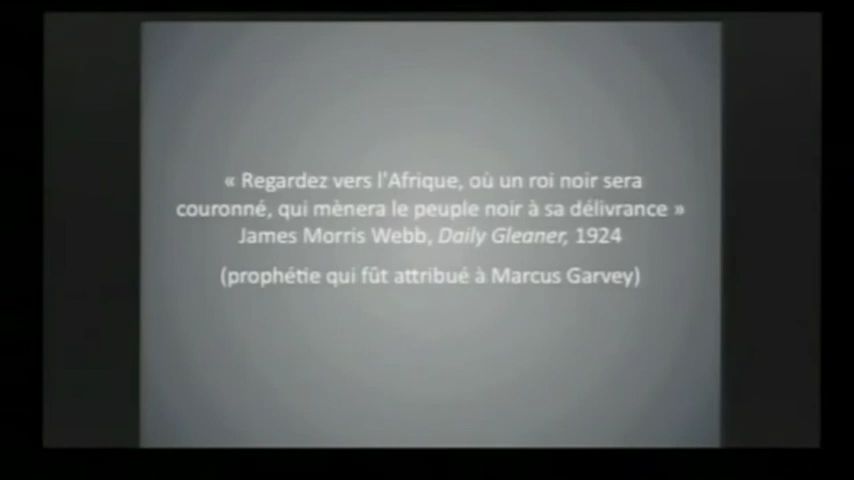 « Regardez vers l'Afrique, où un roi noir sera
couronné, qui mènera le peuple noir à sa délivrance »
James Morris Webb, Daily Gleaner, 1924
(prophétie qui fût attribué à Marcus Garvey)